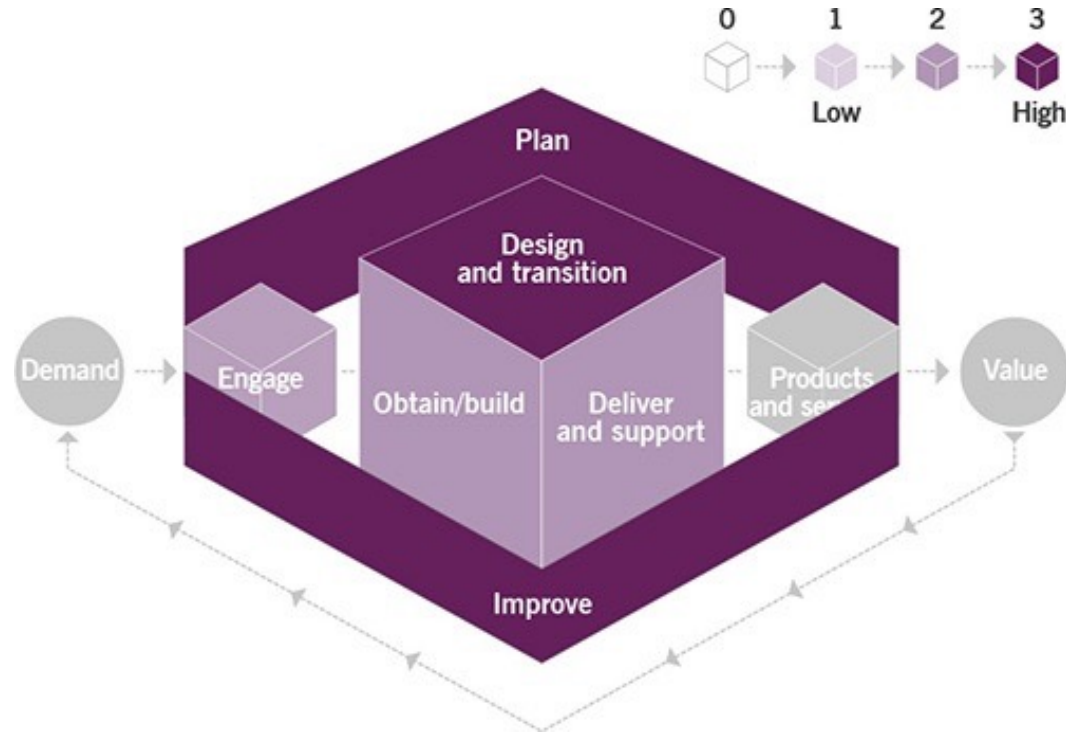 0 1 2 3
Low High
Plan
Design
and transition
Demand
Engage
Obtain/build
Deliver
and support
Products
and
Value
Improve